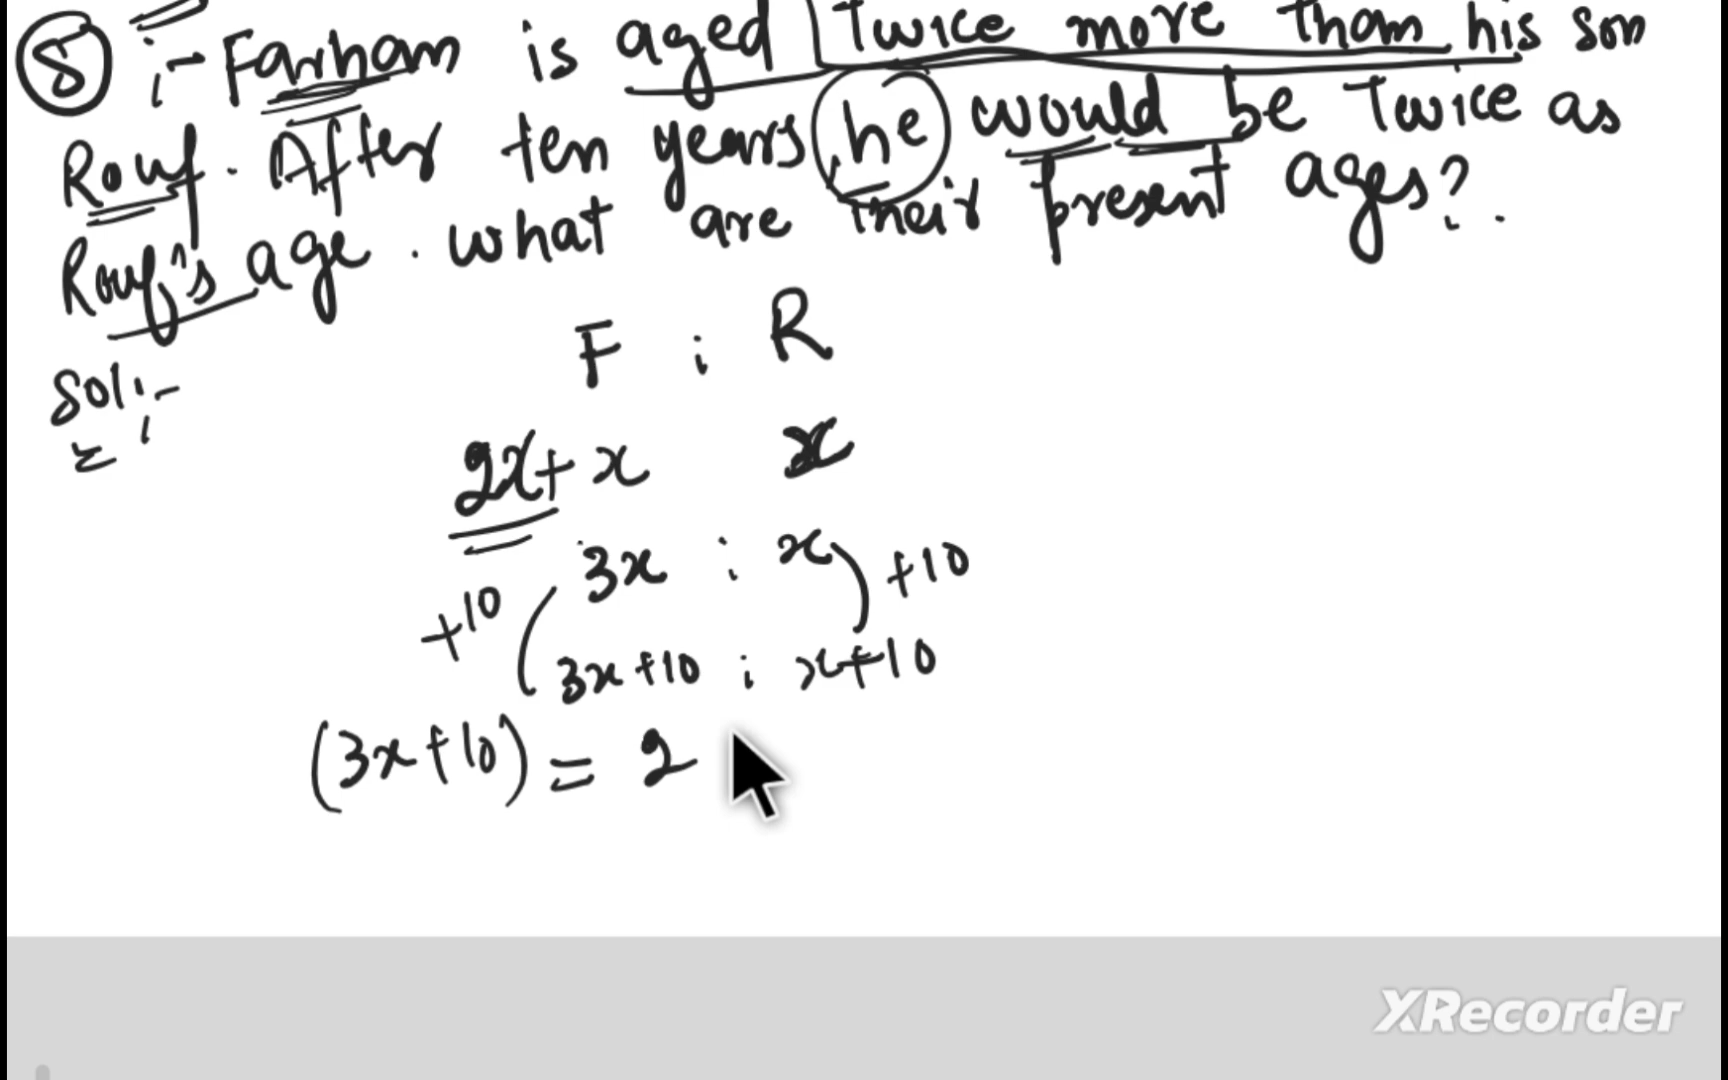 ⑧ :- Farham is aged twice more than his son
Rouf. After ten years, he would be twice as
Rouf's age. what are their present ages?
Sol:-
F : R
2x+x x
3x : x
+10 +10
3x+10 : x+10
(3x+10) = 2
XRecorder